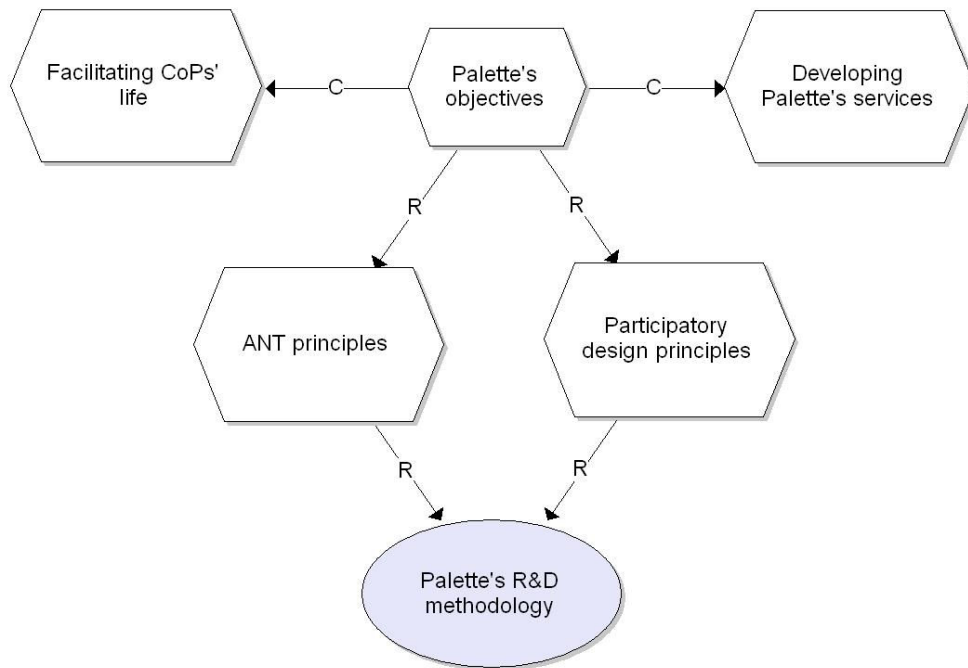 Facilitating CoPs'
life
C
Palette's
objectives
C
Developing
Palette's services
R
R
ANT principles
Participatory
design principles
R
R
Palette's R&D
methodology